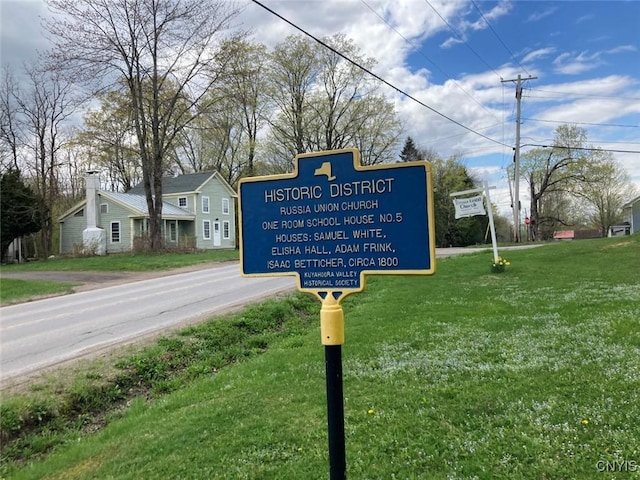 HISTORIC DISTRICT
RUSSIA UNION CHURCH
ONE ROOM SCHOOL HOUSE NO.5
HOUSES: SAMUEL WHITE,
ELISHA HALL, ADAM FRINK,
ISAAC BETTICHER, CIRCA 1800
KUYAHOORA VALLEY
HISTORICAL SOCIETY
Church
CNYIS